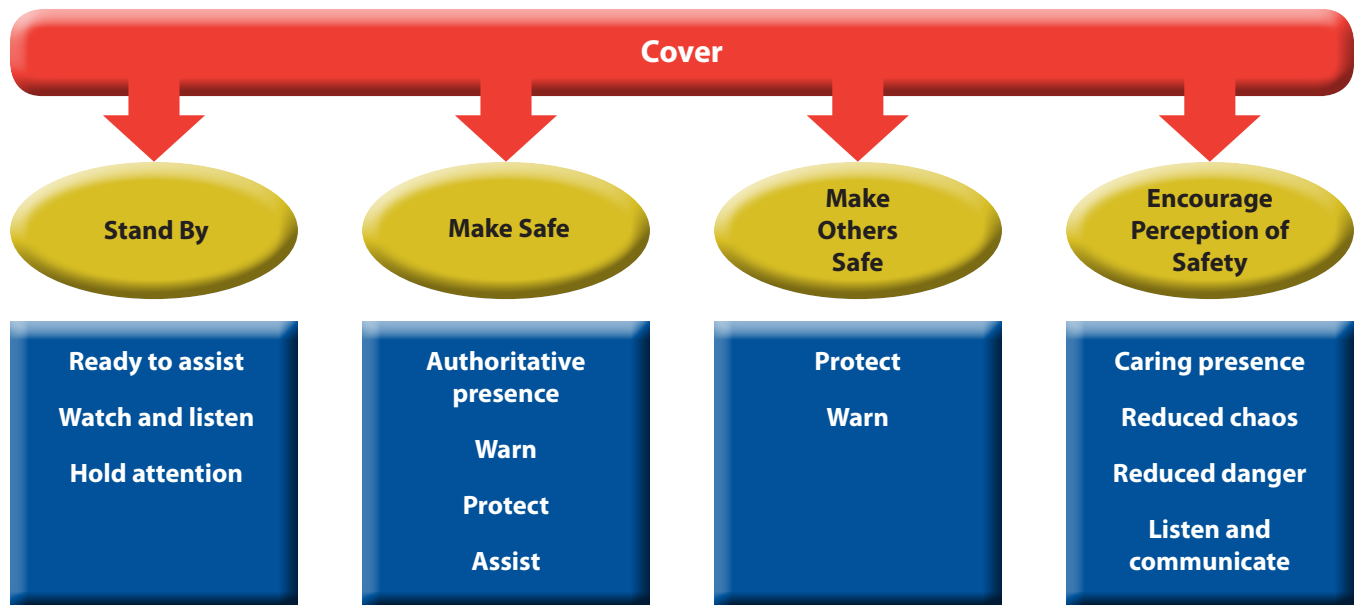 Cover
Stand By
Make Safe
Make
Others
Safe
Encourage
Perception of
Safety
Ready to assist
Watch and listen
Hold attention
Authoritative
presence
Warn
Protect
Assist
Protect
Warn
Caring presence
Reduced chaos
Reduced danger
Listen and
communicate